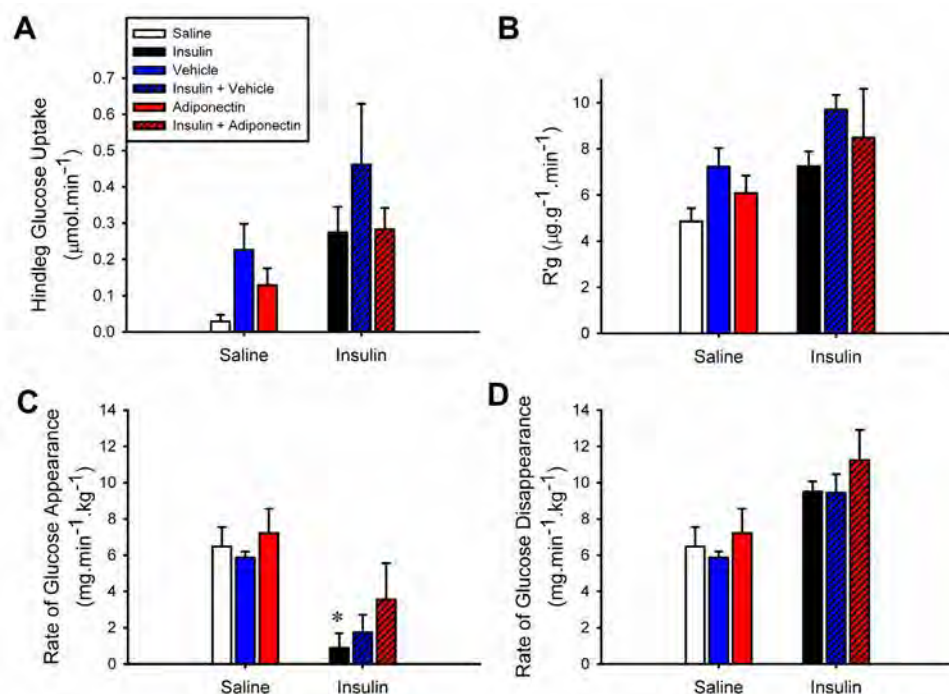 A
Saline
Insulin
Vehicle
Insulin + Vehicle
Adiponectin
Insulin + Adiponectin
Hindleg Glucose Uptake
(μmol.min⁻¹)
0.7
0.6
0.5
0.4
0.3
0.2
0.1
0.0
Saline
Insulin
B
R'g (μg.g⁻¹.min⁻¹)
10
8
6
4
2
0
Saline
Insulin
C
Rate of Glucose Appearance
(mg.min⁻¹.kg⁻¹)
14
12
10
8
6
4
2
0
*
Saline
Insulin
D
Rate of Glucose Disappearance
(mg.min⁻¹.kg⁻¹)
14
12
10
8
6
4
2
0
Saline
Insulin